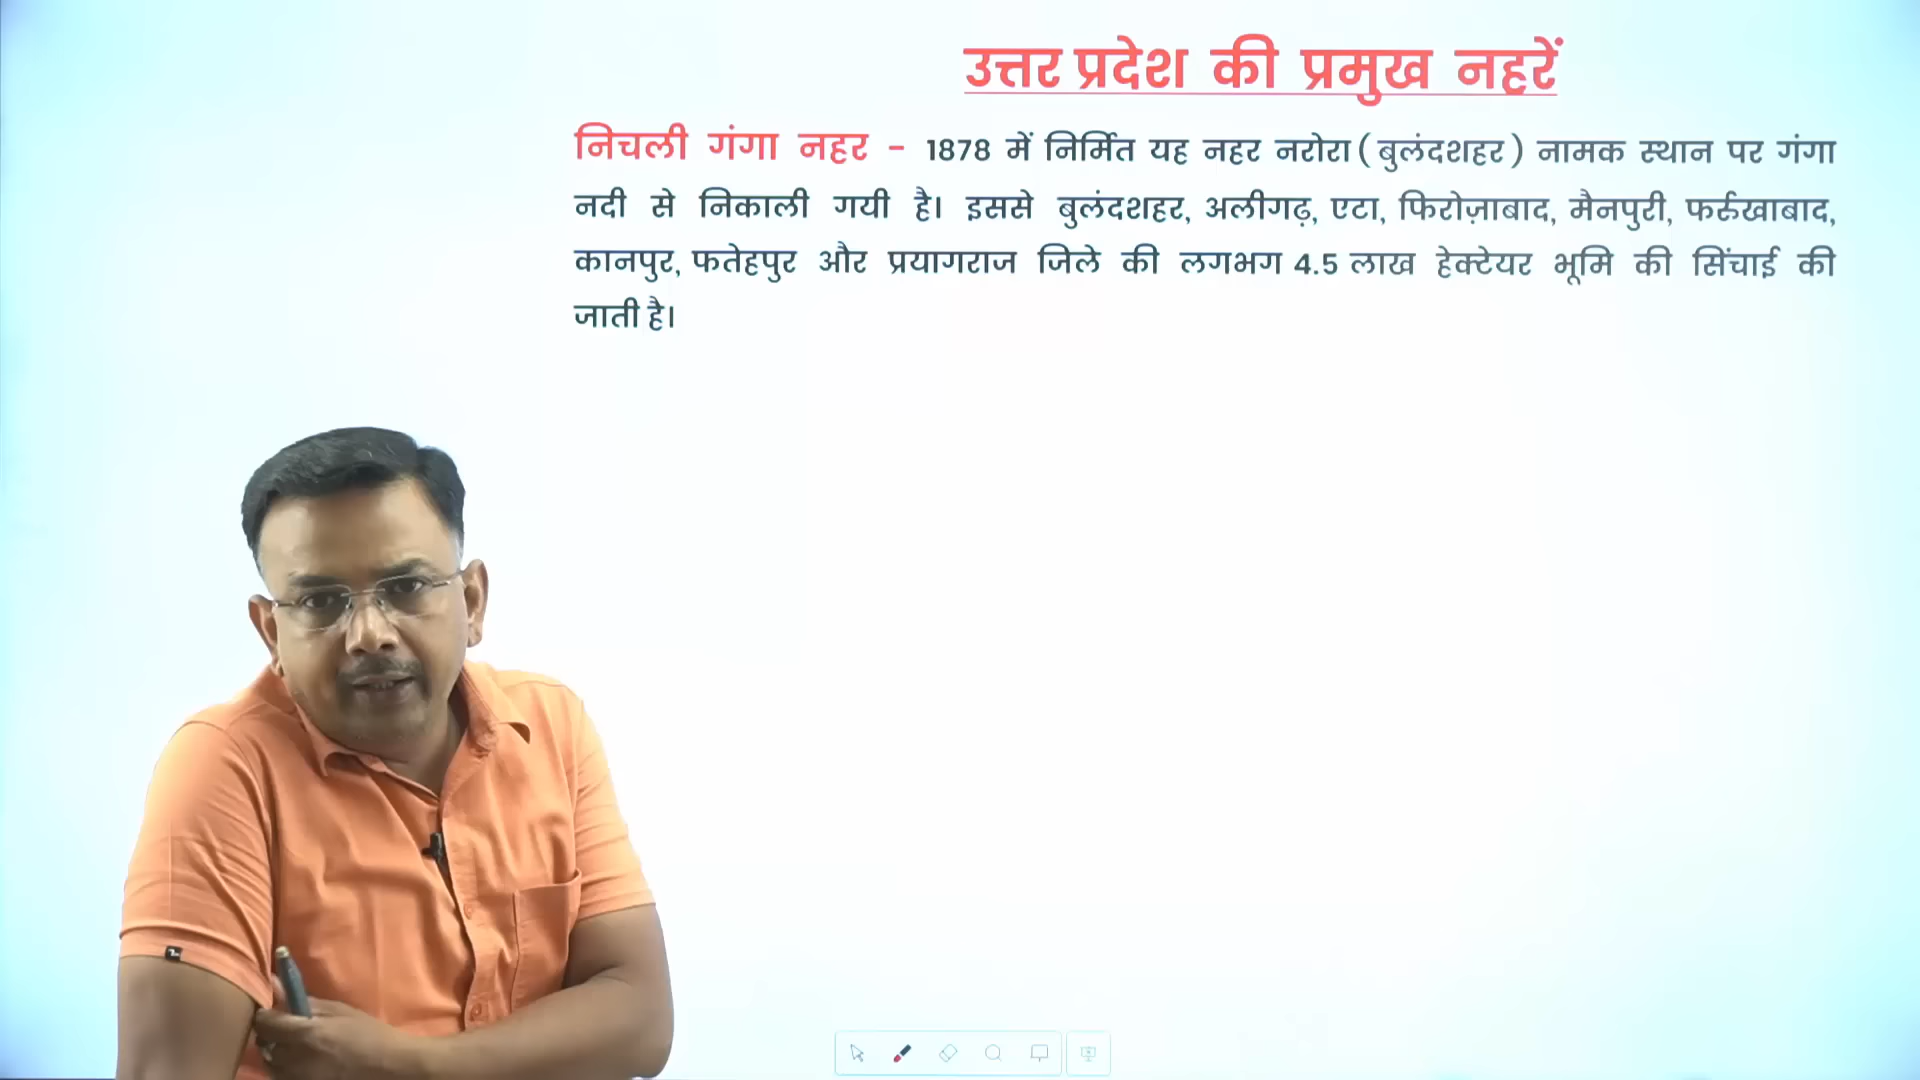 उत्तर प्रदेश की प्रमुख नहरें
निचली गंगा नहर - 1878 में निर्मित यह नहर नरोरा (बुलंदशहर) नामक स्थान पर गंगा
नदी से निकाली गयी है। इससे बुलंदशहर, अलीगढ़, एटा, फिरोज़ाबाद, मैनपुरी, फर्रुखाबाद,
कानपुर, फतेहपुर और प्रयागराज जिले की लगभग 4.5 लाख हेक्टेयर भूमि की सिंचाई की
जाती है।